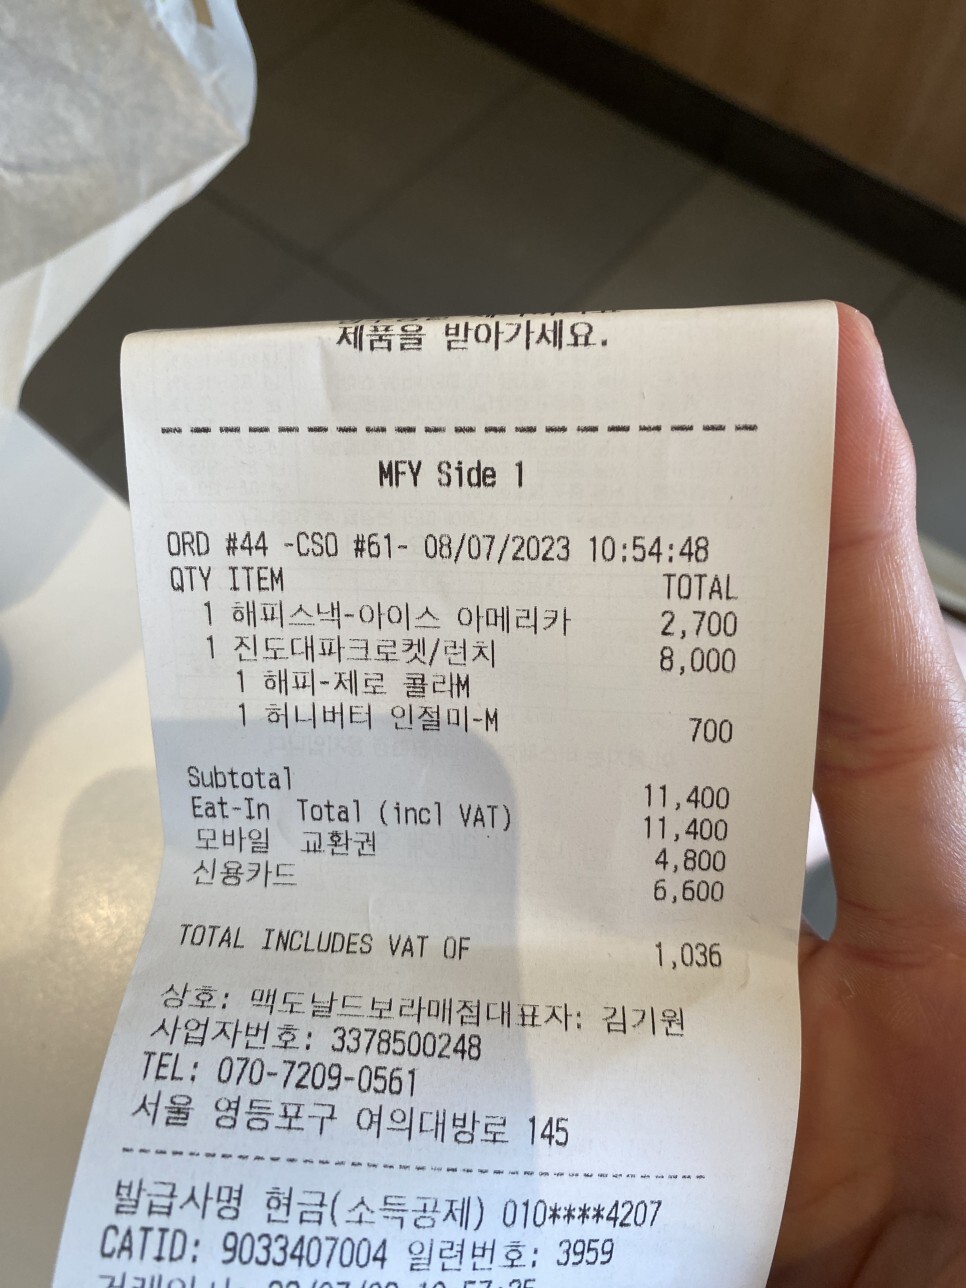 제품을 받아가세요.
MFY Side 1
ORD #44 -CSO #61- 08/07/2023 10:54:48
QTY ITEM TOTAL
1 해피스낵-아이스 아메리카 2,700
1 진도대파크로켓/런치 8,000
1 해피-제로 콜라M
1 허니버터 인절미-M 700
Subtotal 11,400
Eat-In Total (incl VAT) 11,400
모바일 교환권 4,800
신용카드 6,600
TOTAL INCLUDES VAT OF 1,036
상호: 맥도날드보라매점대표자: 김기원
사업자번호: 3378500248
TEL: 070-7209-0561
서울 영등포구 여의대방로 145
발급사명 현금(소득공제) 010****4207
CATID: 9033407004 일련번호: 3959